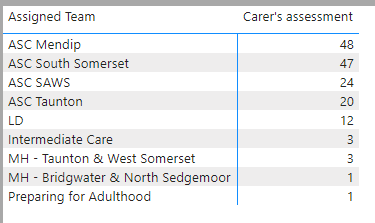 Assigned Team Carer's assessment
ASC Mendip 48
ASC South Somerset 47
ASC SAWS 24
ASC Taunton 20
LD 12
Intermediate Care 3
MH - Taunton & West Somerset 3
MH - Bridgwater & North Sedgemoor 1
Preparing for Adulthood 1